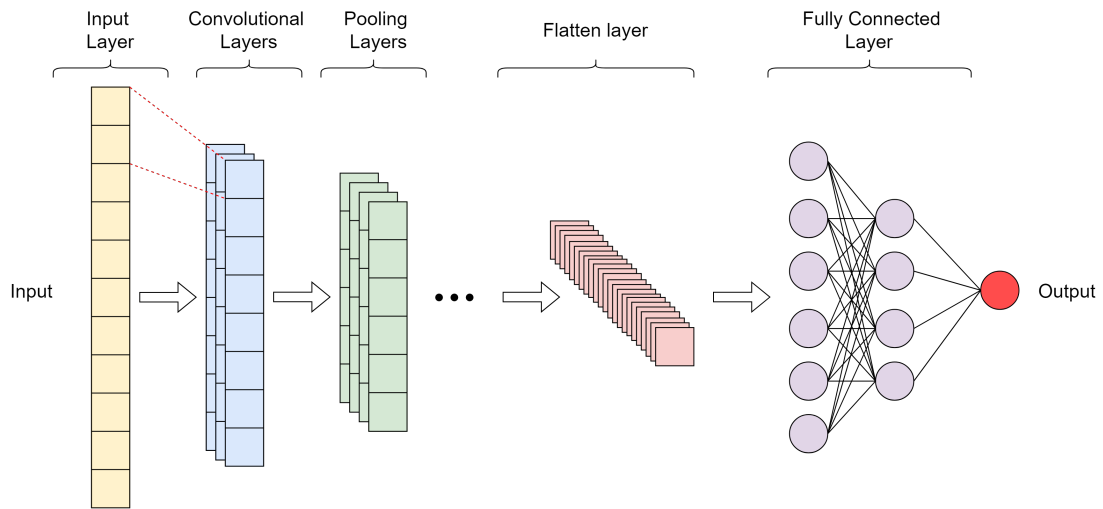 Input
Layer
Convolutional
Layers
Pooling
Layers
Flatten layer
Fully Connected
Layer
Input
Output